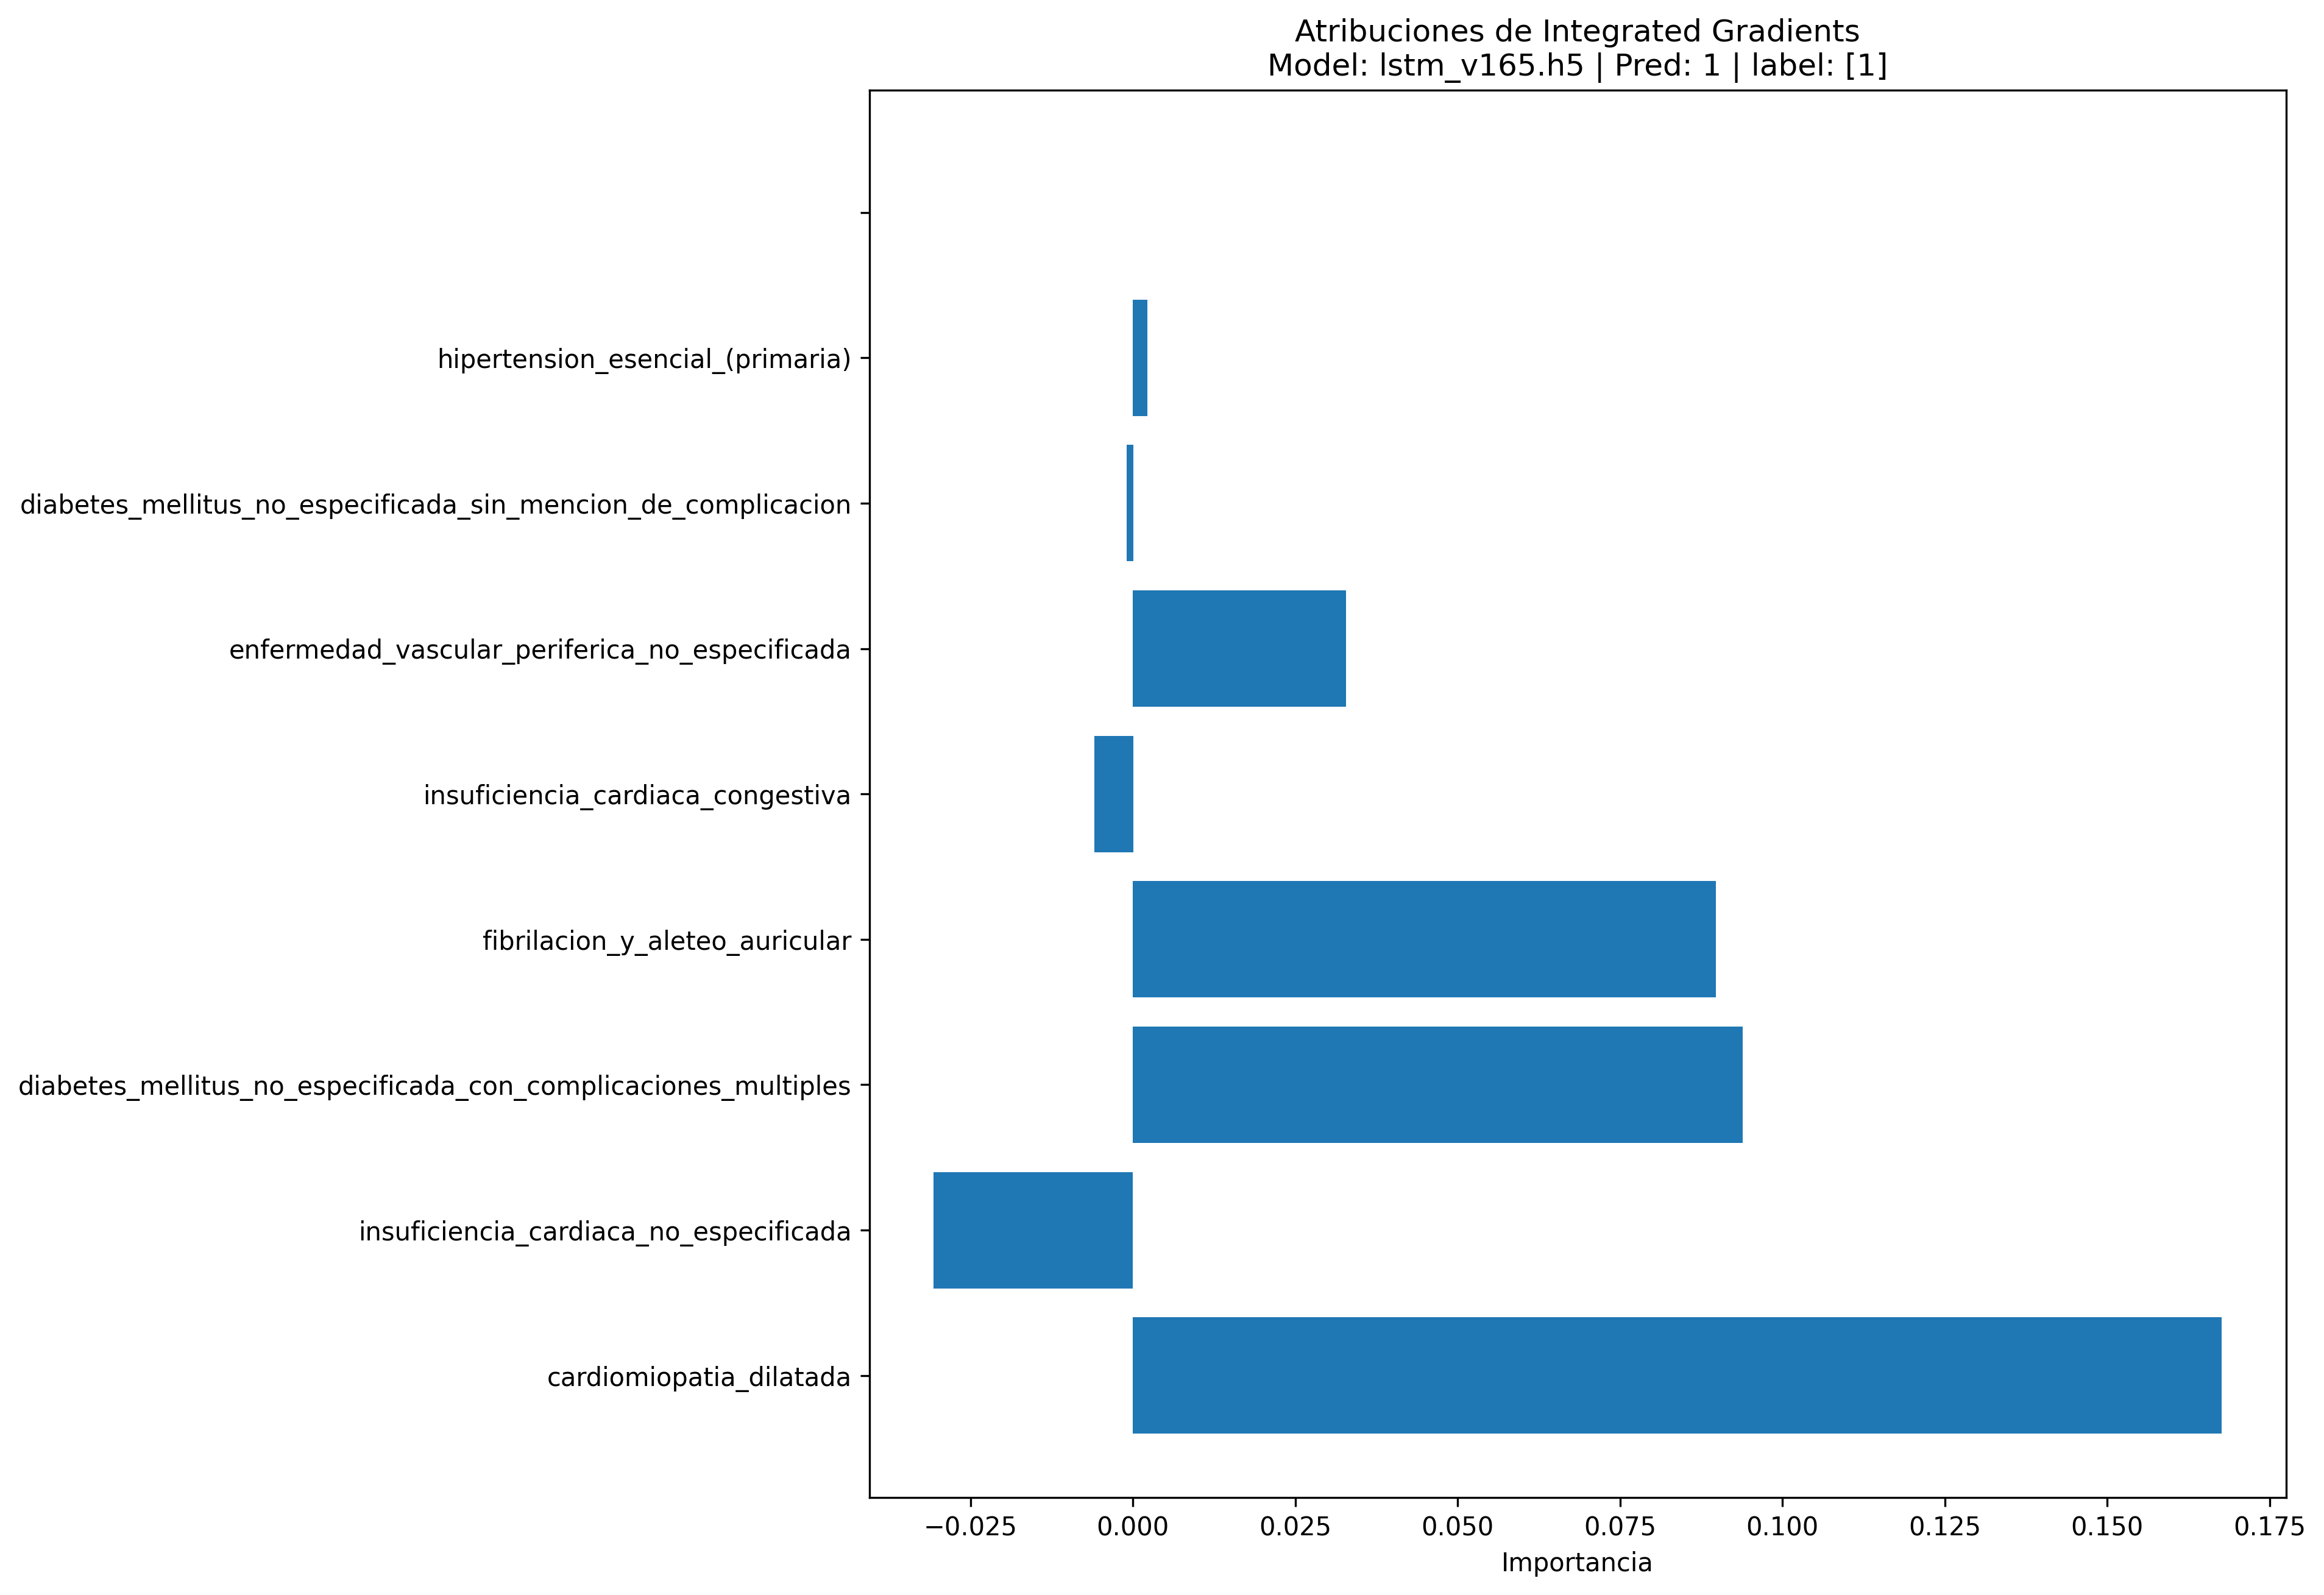 Atribuciones de Integrated Gradients
Model: lstm_v165.h5 | Pred: 1 | label: [1]
hipertension_esencial_(primaria)
diabetes_mellitus_no_especificada_sin_mencion_de_complicacion
enfermedad_vascular_periferica_no_especificada
insuficiencia_cardiaca_congestiva
fibrilacion_y_aleteo_auricular
diabetes_mellitus_no_especificada_con_complicaciones_multiples
insuficiencia_cardiaca_no_especificada
cardiomiopatia_dilatada
−0.025 0.000 0.025 0.050 0.075 0.100 0.125 0.150 0.175
Importancia